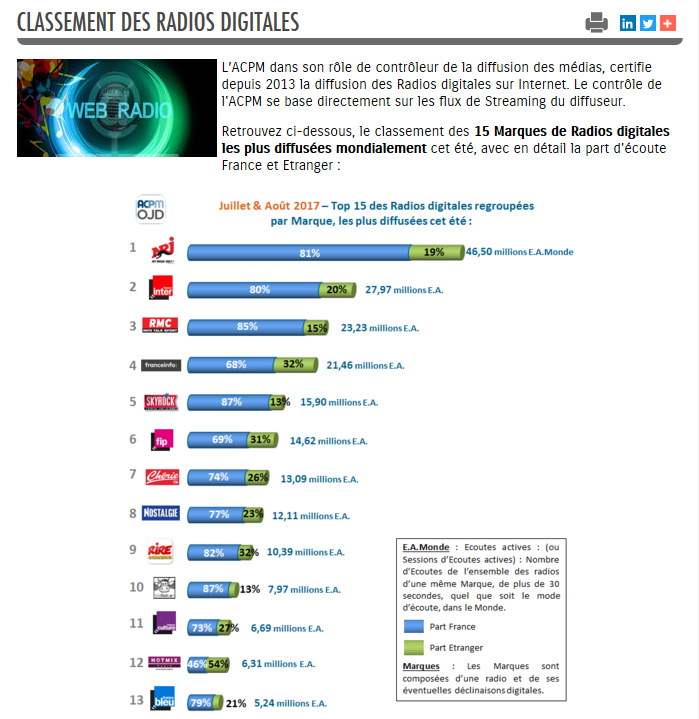 CLASSEMENT DES RADIOS DIGITALES
WEB RADIO
L'ACPM dans son rôle de contrôleur de la diffusion des médias, certifie
depuis 2013 la diffusion des Radios digitales sur Internet. Le contrôle de
l'ACPM se base directement sur les flux de Streaming du diffuseur.
Retrouvez ci-dessous, le classement des 15 Marques de Radios digitales
les plus diffusées mondialement cet été, avec en détail la part d'écoute
France et Etranger :
ACPM
OJD
Juillet & Août 2017 – Top 15 des Radios digitales regroupées
par Marque, les plus diffusées cet été :
1 NRJ 81% 19% 46,50 millions E.A.Monde
2 inter 80% 20% 27,97 millions E.A.
3 RMC INFO TALK SPORT 85% 15% 23,23 millions E.A.
4 franceinfo: 68% 32% 21,46 millions E.A.
5 SKYROCK 87% 13% 15,90 millions E.A.
6 fip 69% 31% 14,62 millions E.A.
7 Chérie 74% 26% 13,09 millions E.A.
8 NOSTALGIE 77% 23% 12,11 millions E.A.
9 RIRE 82% 32% 10,39 millions E.A.
10 87% 13% 7,97 millions E.A.
11 culture 73% 27% 6,69 millions E.A.
12 HOTMIX 46% 54% 6,31 millions E.A.
13 bleu 79% 21% 5,24 millions E.A.
E.A.Monde : Ecoutes actives : (ou
Sessions d'Ecoutes actives) : Nombre
d'Ecoutes de l'ensemble des radios
d'une même Marque, de plus de 30
secondes, quel que soit le mode
d'écoute, dans le Monde.
Part France
Part Etranger
Marques : Les Marques sont
composées d'une radio et de ses
éventuelles déclinaisons digitales.